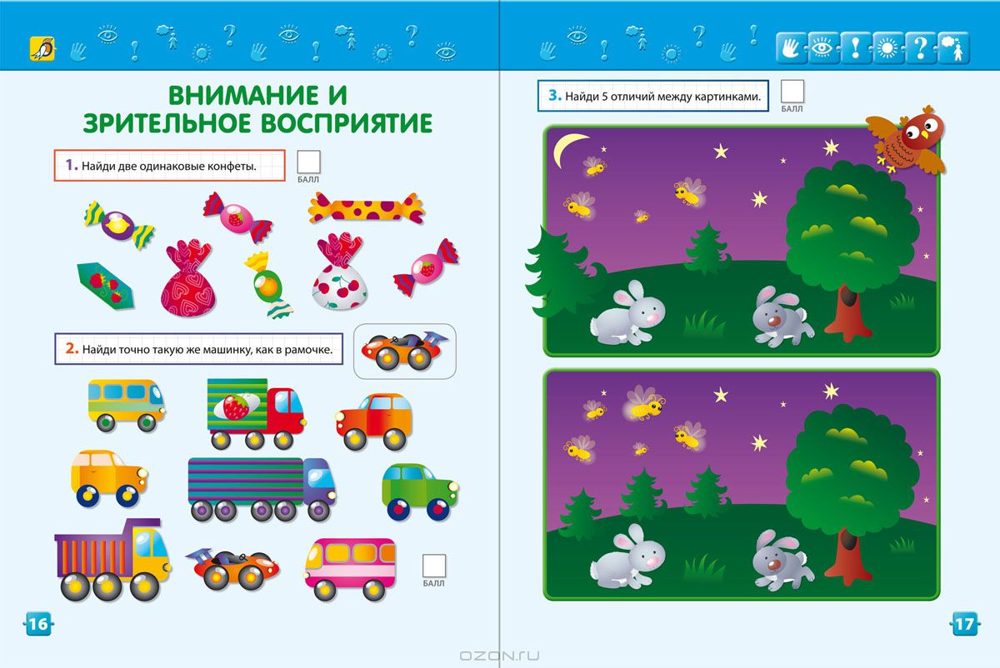 ВНИМАНИЕ И
ЗРИТЕЛЬНОЕ ВОСПРИЯТИЕ
1. Найди две одинаковые конфеты.
БАЛЛ
2. Найди точно такую же машинку, как в рамочке.
БАЛЛ
16
3. Найди 5 отличий между картинками.
БАЛЛ
17
ozon.ru